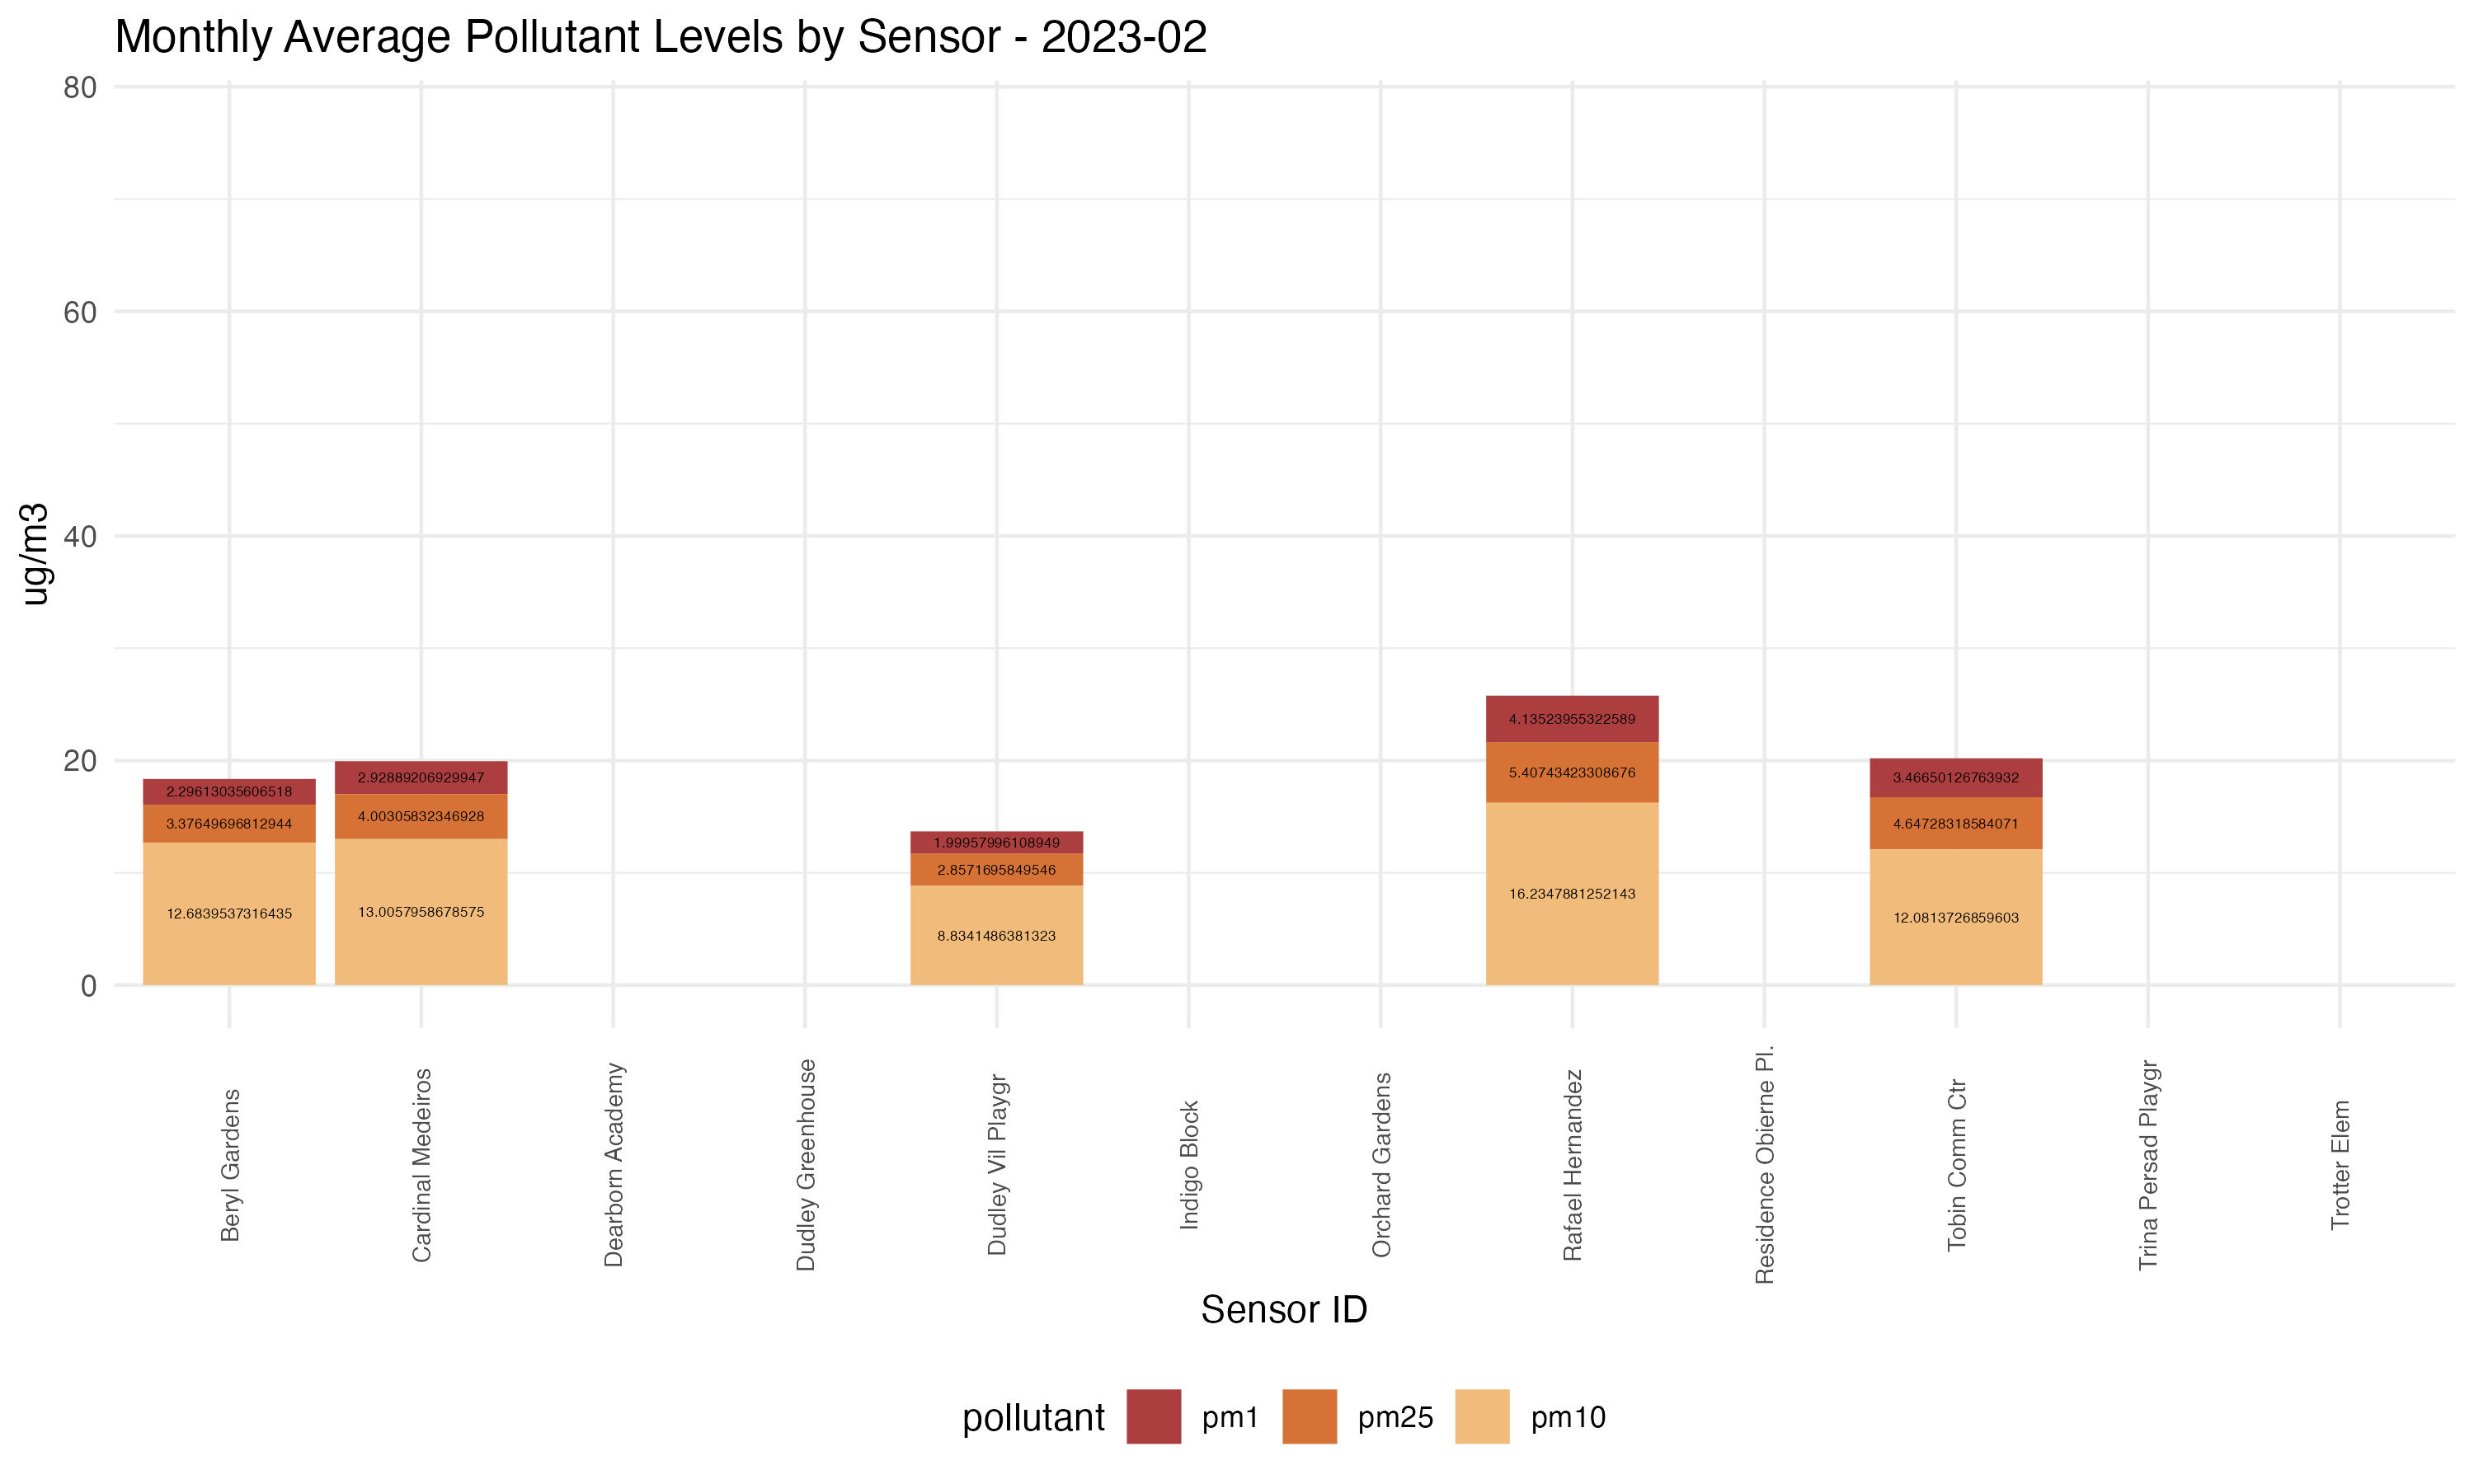 Monthly Average Pollutant Levels by Sensor - 2023-02
ug/m3
80
60
40
20
0
2.29613035606518
3.37649696812944
12.6839537316435
2.92889206929947
4.00305832346928
13.0057958678575
1.99957996108949
2.8571695849546
8.8341486381323
4.13523955322589
5.40743423308676
16.2347881252143
3.46650126763932
4.64728318584071
12.0813726859603
Beryl Gardens
Cardinal Medeiros
Dearborn Academy
Dudley Greenhouse
Dudley Vil Playgr
Indigo Block
Orchard Gardens
Rafael Hernandez
Residence Obierne Pl.
Tobin Comm Ctr
Trina Persad Playgr
Trotter Elem
Sensor ID
pollutant pm1 pm25 pm10